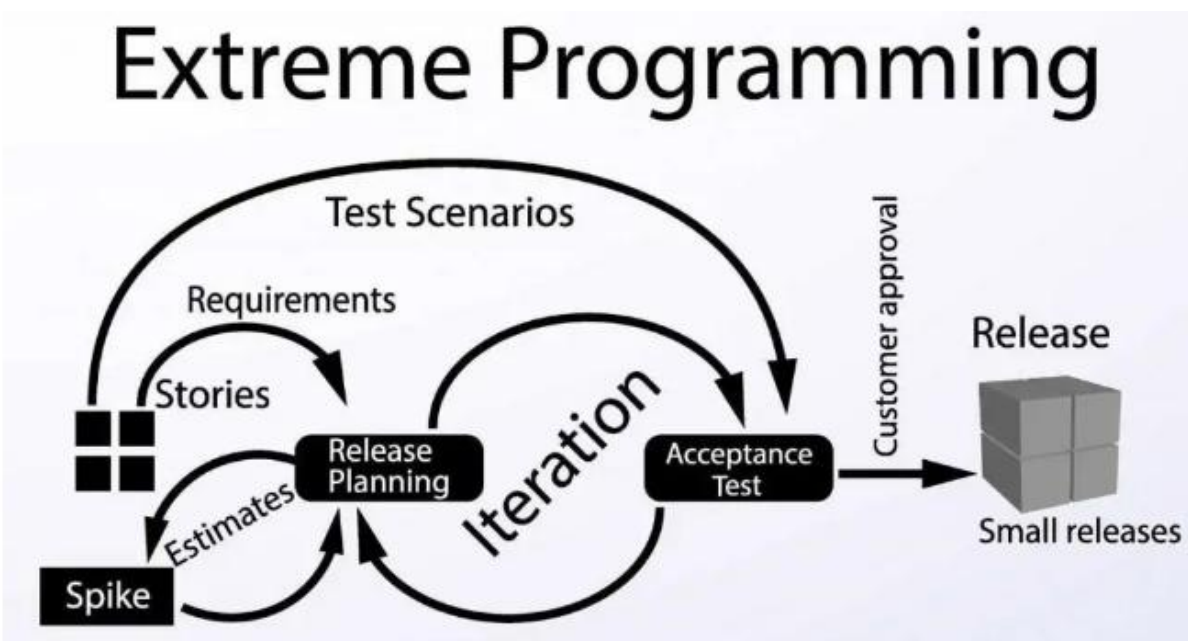 Extreme Programming
Test Scenarios
Requirements
Stories
Release
Planning
Estimates
Spike
Iteration
Acceptance
Test
Customer approval
Release
Small releases